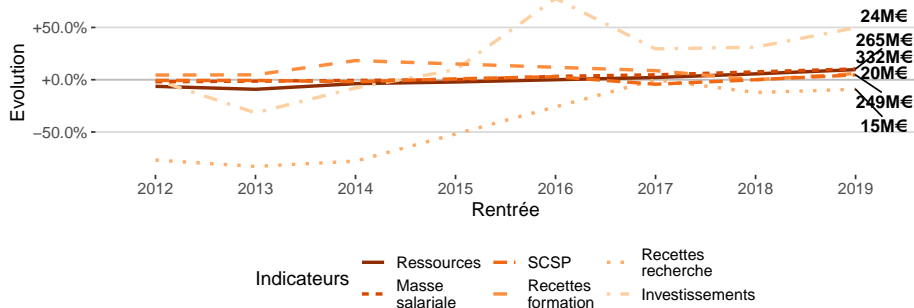 +50.0%
+0.0%
−50.0%
Evolution
24M€
265M€
332M€
20M€
249M€
15M€
2012 2013 2014 2015 2016 2017 2018 2019
Rentrée
Indicateurs
Ressources
Masse
salariale
SCSP
Recettes
formation
Recettes
recherche
Investissements